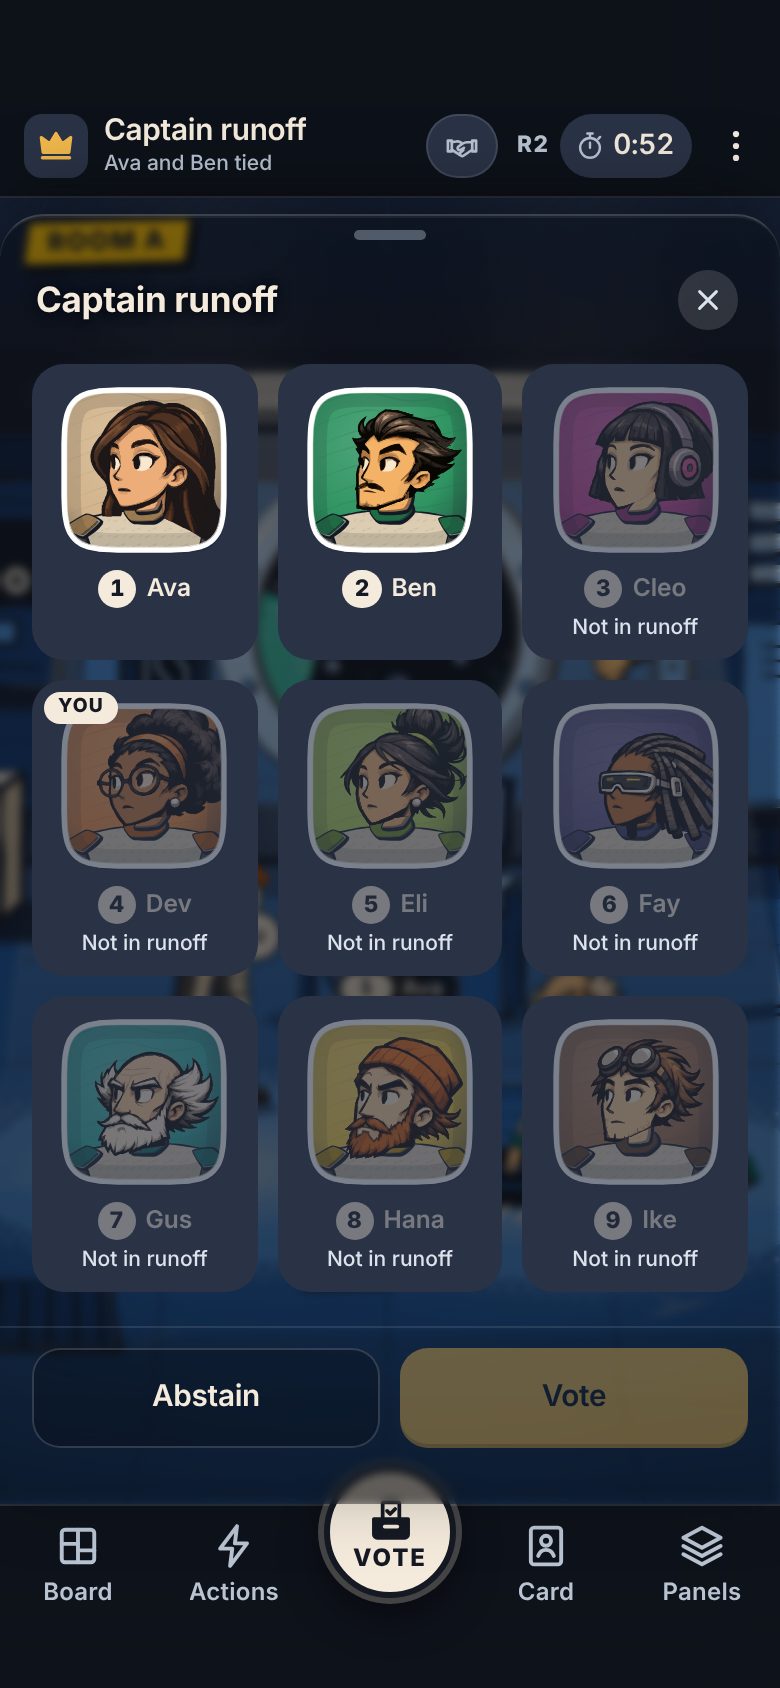 Captain runoff
Ava and Ben tied
R2
0:52
ROOM A
Captain runoff
1 Ava
2 Ben
3 Cleo
Not in runoff
YOU
4 Dev
Not in runoff
5 Eli
Not in runoff
6 Fay
Not in runoff
7 Gus
Not in runoff
8 Hana
Not in runoff
9 Ike
Not in runoff
Abstain
Vote
Board
Actions
VOTE
Card
Panels